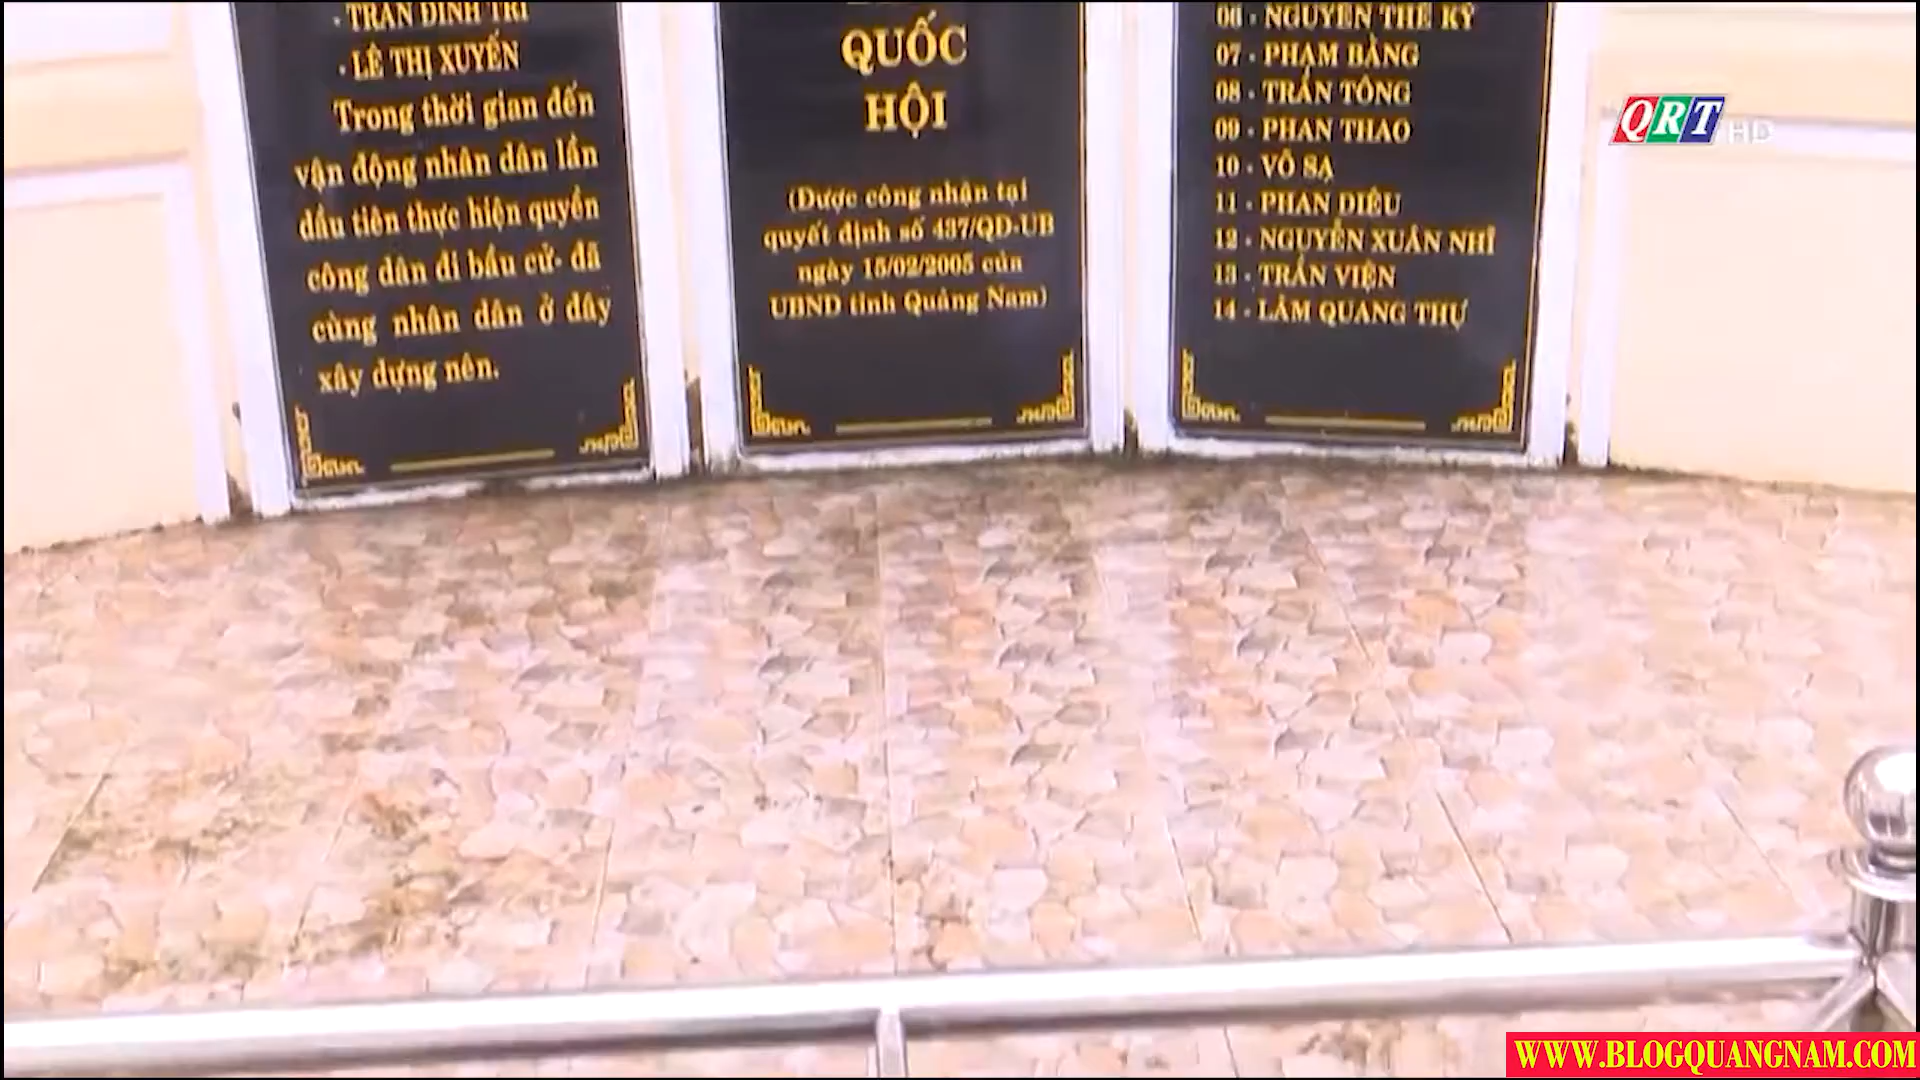 - TRẦN ĐÌNH TRI
- LÊ THỊ XUYẾN
Trong thời gian đến
vận động nhân dân lần
đầu tiên thực hiện quyền
công dân đi bầu cử- đã
cùng nhân dân ở đây
xây dựng nên.
QUỐC
HỘI
(Được công nhận tại
quyết định số 437/QD-UB
ngày 15/02/2005 của
UBND tỉnh Quảng Nam)
06 - NGUYỄN THẾ KỶ
07 - PHẠM BẰNG
08 - TRẦN TỐNG
09 - PHAN THAO
10 - VÕ SẠ
11 - PHAN DIÊU
12 - NGUYỄN XUÂN NHĨ
13 - TRẦN VIỆN
14 - LÂM QUANG THỰ
QRT HD
WWW.BLOGQUANGNAM.COM